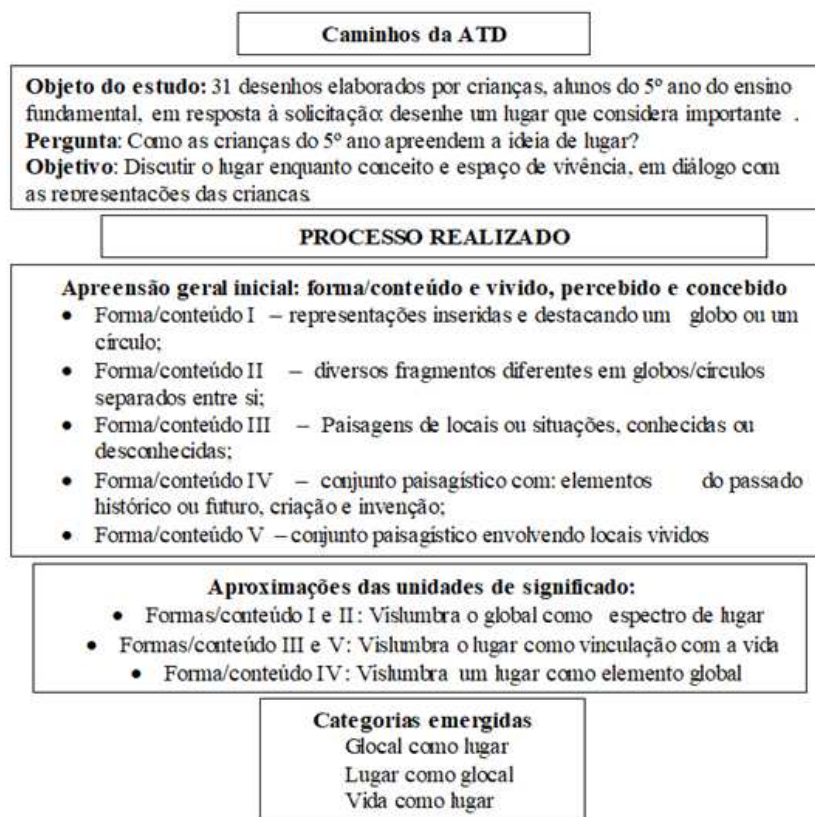 Caminhos da ATD
Objeto do estudo: 31 desenhos elaborados por crianças, alunos do 5º ano do ensino
fundamental, em resposta à solicitação: desenhe um lugar que considera importante .
Pergunta: Como as crianças do 5º ano apreendem a ideia de lugar?
Objetivo: Discutir o lugar enquanto conceito e espaço de vivência, em diálogo com
as representações das crianças.
PROCESSO REALIZADO
Apreensão geral inicial: forma/conteúdo e vivido, percebido e concebido
• Forma/conteúdo I – representações inseridas e destacando um globo ou um
círculo;
• Forma/conteúdo II – diversos fragmentos diferentes em globos/círculos
separados entre si;
• Forma/conteúdo III – Paisagens de locais ou situações, conhecidas ou
desconhecidas;
• Forma/conteúdo IV – conjunto paisagístico com: elementos do passado
histórico ou futuro, criação e invenção;
• Forma/conteúdo V – conjunto paisagístico envolvendo locais vividos
Aproximações das unidades de significado:
• Formas/conteúdo I e II: Vislumbra o global como espectro de lugar
• Formas/conteúdo III e V: Vislumbra o lugar como vinculação com a vida
• Forma/conteúdo IV: Vislumbra um lugar como elemento global
Categorias emergidas
Glocal como lugar
Lugar como glocal
Vida como lugar